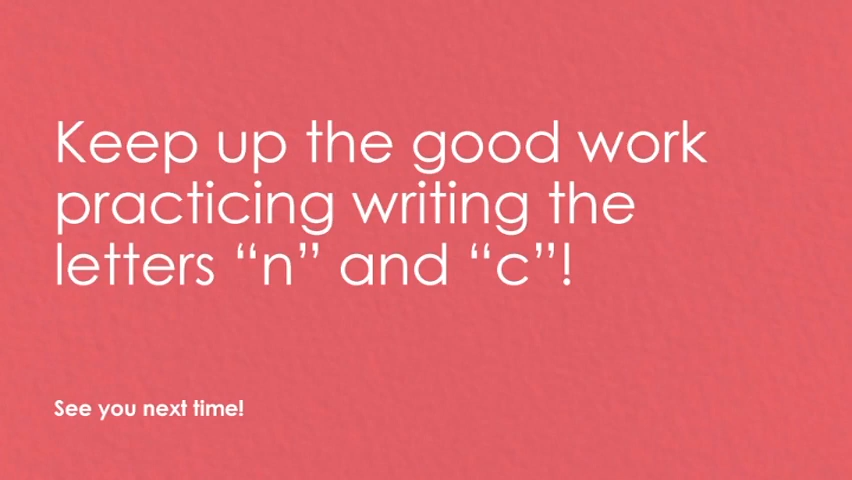 Keep up the good work
practicing writing the
letters “n” and “c”!
See you next time!